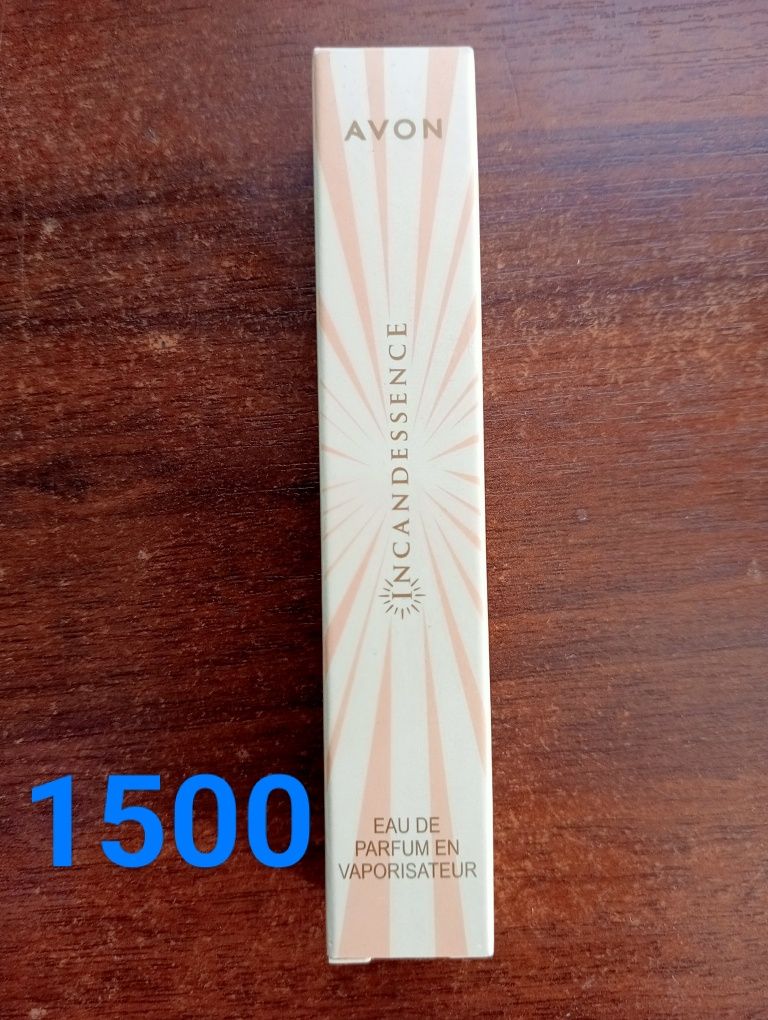 AVON
INCANDESSENCE
1500
EAU DE
PARFUM EN
VAPORISATEUR